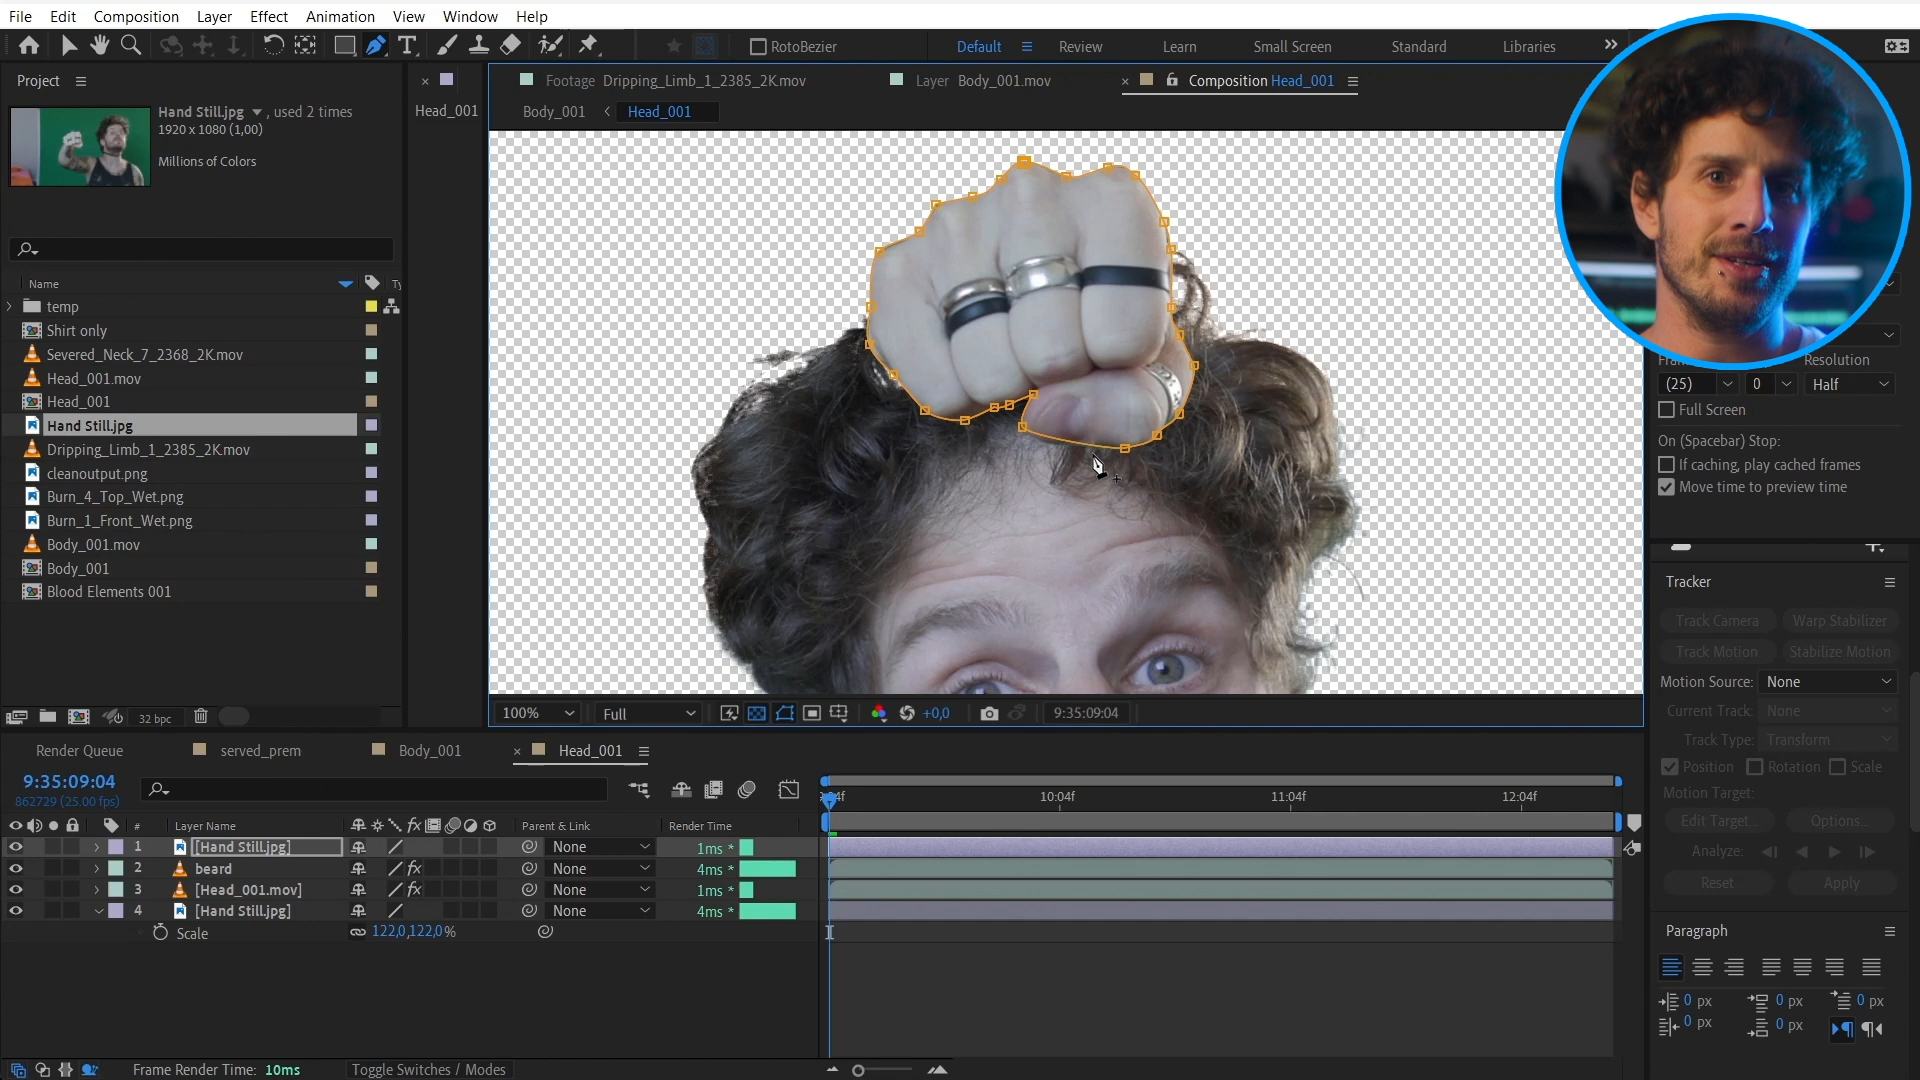 File Edit Composition Layer Effect Animation View Window Help
RotoBezier
Default Review Learn Small Screen Standard Libraries
Project
Head_001
Footage Dripping_Limb_1_2385_2K.mov Layer Body_001.mov Composition Head_001
Body_001 Head_001
Hand Still.jpg , used 2 times
1920 x 1080 (1,00)
Millions of Colors
Name Ty
temp
Shirt only
Severed_Neck_7_2368_2K.mov
Head_001.mov
Head_001
Hand Still.jpg
Dripping_Limb_1_2385_2K.mov
cleanoutput.png
Burn_4_Top_Wet.png
Burn_1_Front_Wet.png
Body_001.mov
Body_001
Blood Elements 001
32 bpc
100% Full +0,0 9:35:09:04
Resolution
(25) 0 Half
Full Screen
On (Spacebar) Stop:
If caching, play cached frames
Move time to preview time
Tracker
Track Camera Warp Stabilizer
Track Motion Stabilize Motion
Motion Source: None
Current Track: None
Track Type: Transform
Position Rotation Scale
Motion Target:
Edit Target... Options...
Analyze:
Reset Apply
Paragraph
0 px 0 px 0 px
0 px 0 px
Render Queue served_prem Body_001 Head_001
9:35:09:04
862729 (25.00 fps)
10:04f 11:04f 12:04f
# Layer Name Parent & Link Render Time
1 [Hand Still.jpg] None 1ms *
2 beard fx None 4ms *
3 [Head_001.mov] fx None 1ms *
4 [Hand Still.jpg] None 4ms *
Scale 122,0,122,0%
Frame Render Time: 10ms Toggle Switches / Modes